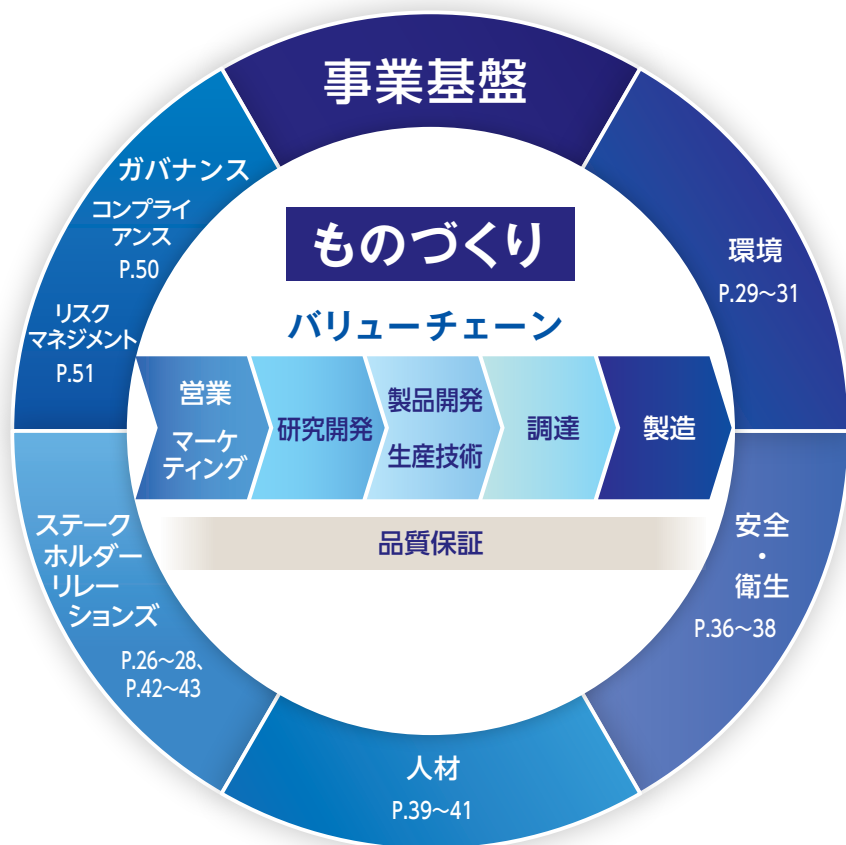 事業基盤
ガバナンス
コンプライ
アンス
P.50
リスク
マネジメント
P.51
環境
P.29～31
ものづくり
バリューチェーン
営業
マーケ
ティング
研究開発
製品開発
生産技術
調達
製造
品質保証
ステーク
ホルダー
リレー
ションズ
P.26～28、
P.42～43
安全
・
衛生
P.36～38
人材
P.39～41